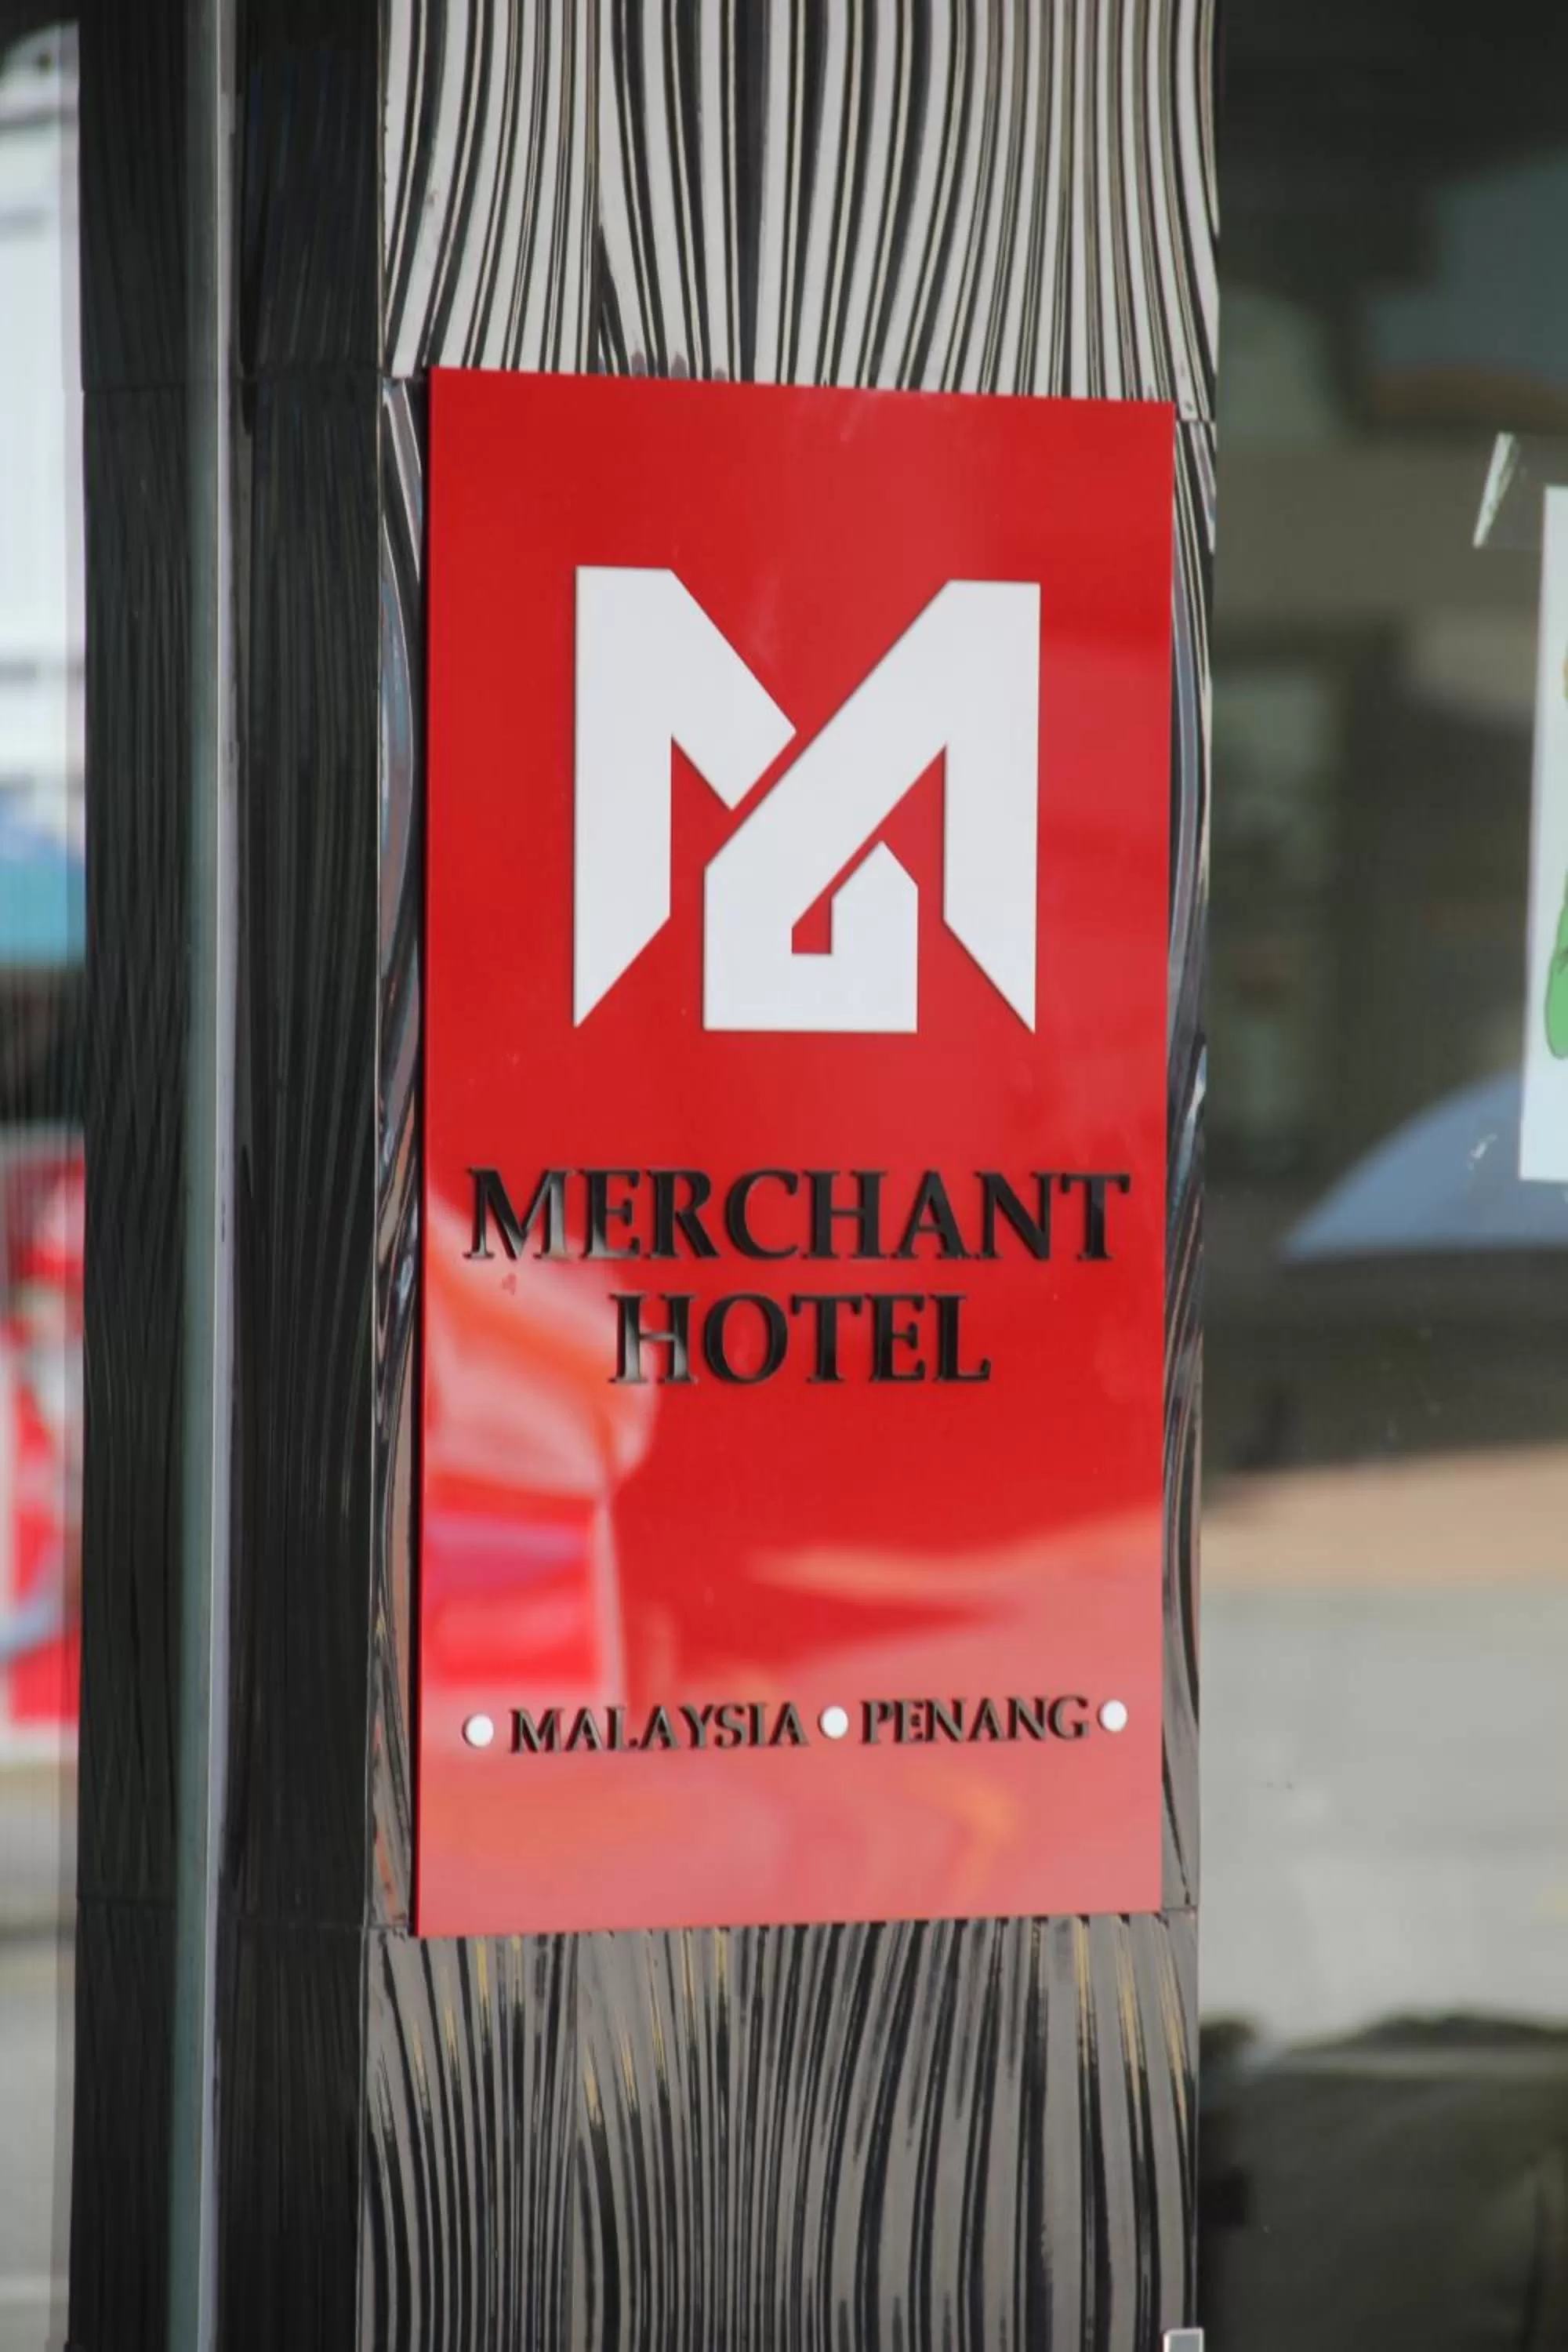 MERCHANT
HOTEL
• MALAYSIA • PENANG •